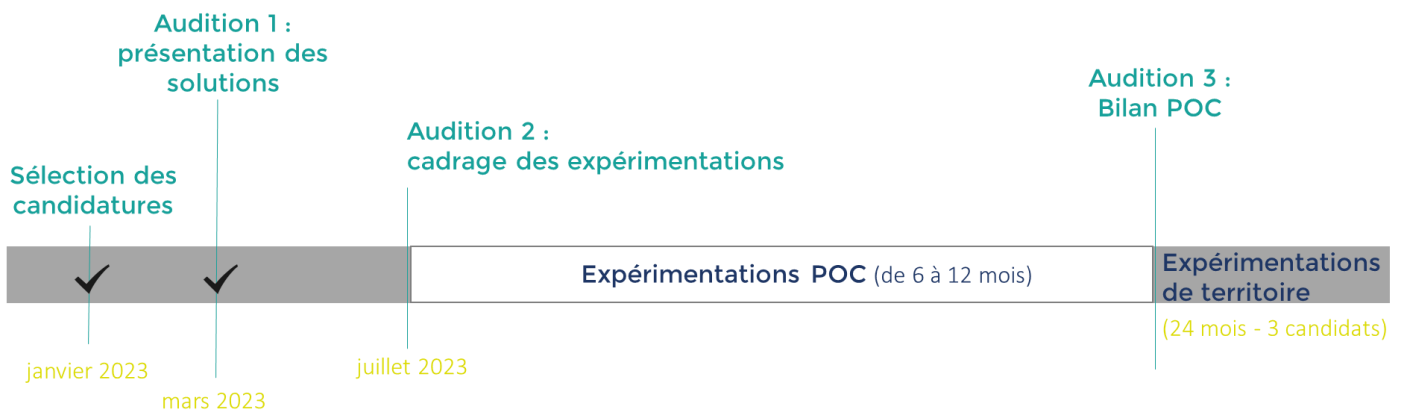 Audition 1 :
présentation des
solutions
Audition 3 :
Bilan POC
Audition 2 :
cadrage des expérimentations
Sélection des
candidatures
Expérimentations POC (de 6 à 12 mois)
Expérimentations
de territoire
(24 mois - 3 candidats)
janvier 2023
mars 2023
juillet 2023